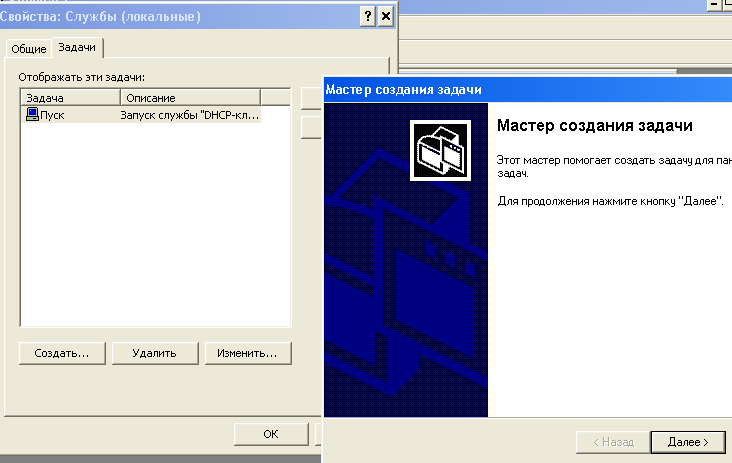 Свойства: Службы (локальные)
Общие
Задачи
Отображать эти задачи:
Задача Описание
Пуск Запуск службы "DHCP-кл...
Создать... Удалить Изменить...
ОК
Мастер создания задачи
Мастер создания задачи
Этот мастер помогает создать задачу для пан
задач.
Для продолжения нажмите кнопку "Далее".
< Назад Далее >